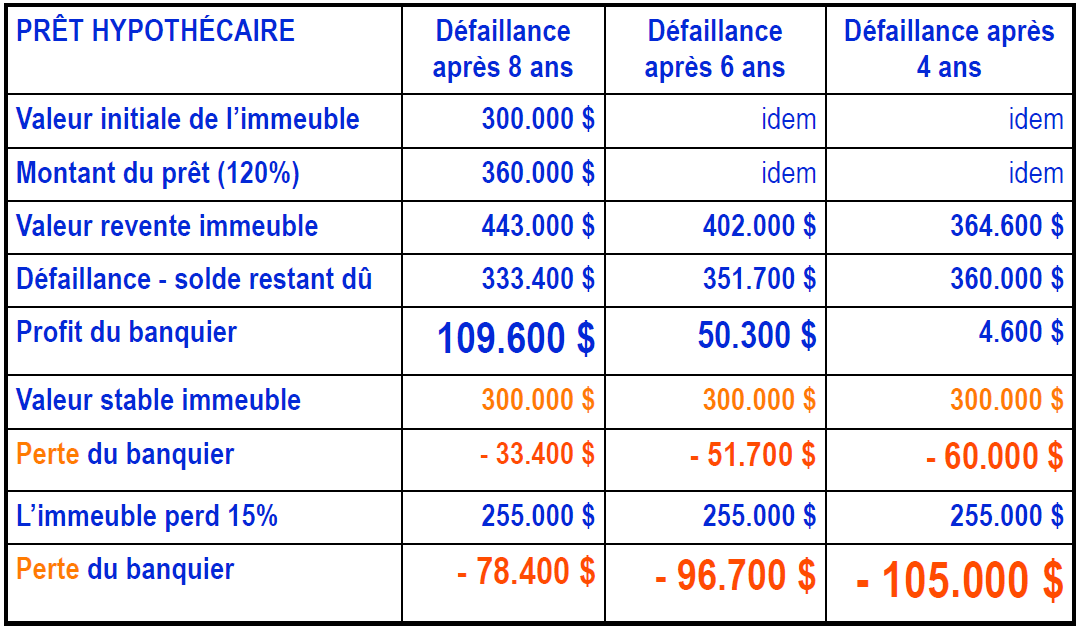 PRÊT HYPOTHÉCAIRE Défaillance après 8 ans Défaillance après 6 ans Défaillance après 4 ans
Valeur initiale de l’immeuble 300.000 $ idem idem
Montant du prêt (120%) 360.000 $ idem idem
Valeur revente immeuble 443.000 $ 402.000 $ 364.600 $
Défaillance - solde restant dû 333.400 $ 351.700 $ 360.000 $
Profit du banquier 109.600 $ 50.300 $ 4.600 $
Valeur stable immeuble 300.000 $ 300.000 $ 300.000 $
Perte du banquier - 33.400 $ - 51.700 $ - 60.000 $
L’immeuble perd 15% 255.000 $ 255.000 $ 255.000 $
Perte du banquier - 78.400 $ - 96.700 $ - 105.000 $